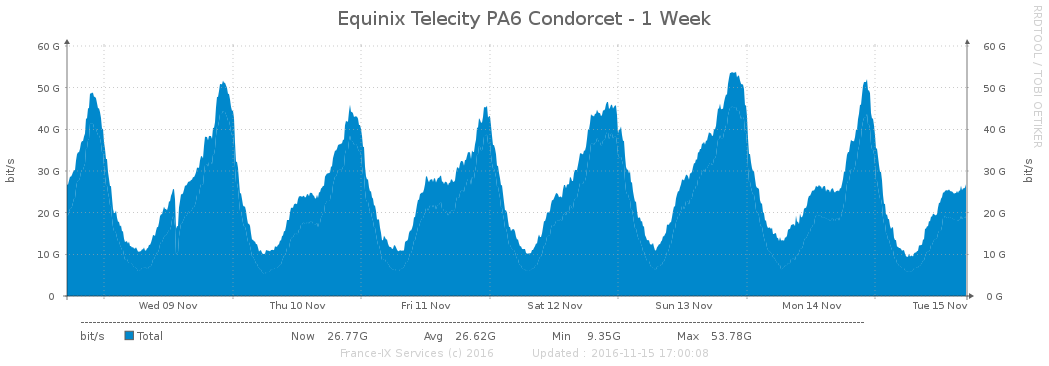 Equinix Telecity PA6 Condorcet - 1 Week
RRDTOOL / TOBI OETIKER
60 G 60 G
50 G 50 G
40 G 40 G
30 G 30 G
20 G 20 G
10 G 10 G
0 0 G
bit/s
bit/s
Wed 09 Nov Thu 10 Nov Fri 11 Nov Sat 12 Nov Sun 13 Nov Mon 14 Nov Tue 15 Nov
bit/s Total Now 26.77G Avg 26.62G Min 9.35G Max 53.78G
France-IX Services (c) 2016 Updated : 2016-11-15 17:00:08